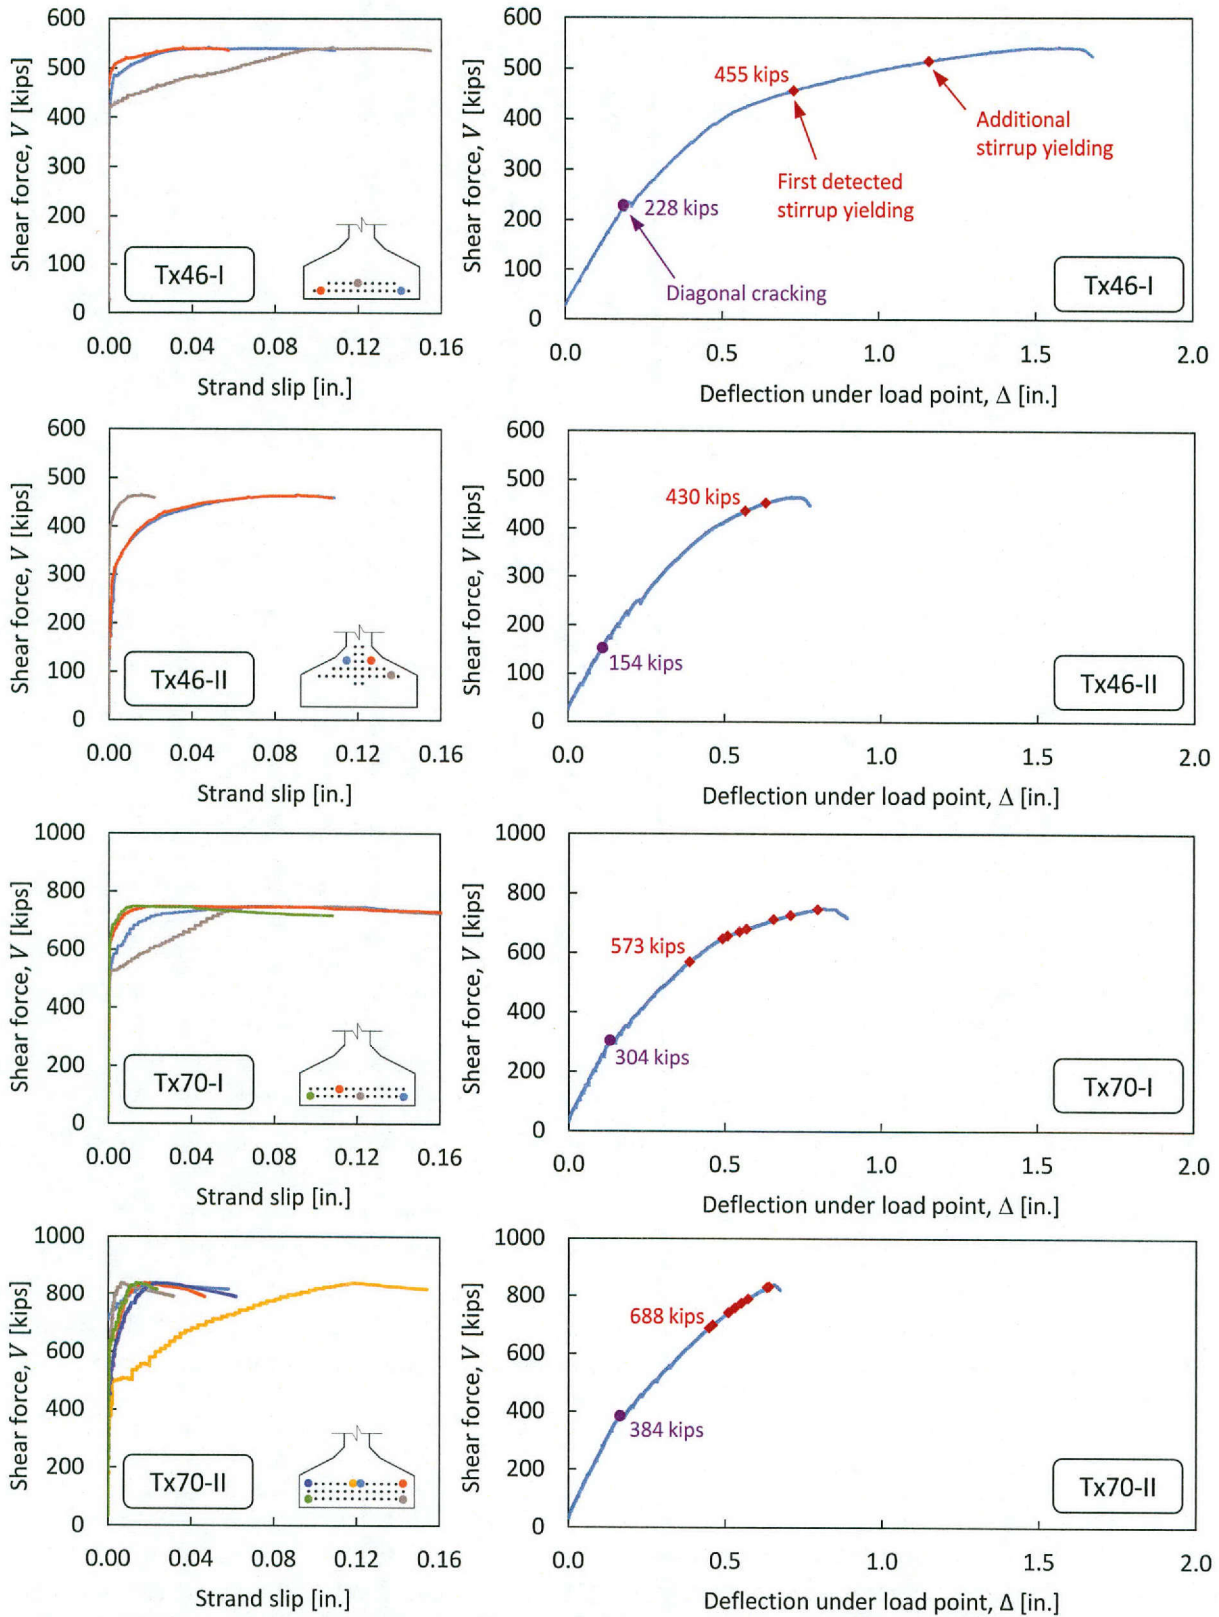 600
500
400
300
200
100
0
Shear force, V [kips]
Tx46-I
0.00 0.04 0.08 0.12 0.16
Strand slip [in.]
600
500
400
300
200
100
0
Shear force, V [kips]
455 kips
Additional
stirrup yielding
First detected
stirrup yielding
228 kips
Diagonal cracking
Tx46-I
0.0 0.5 1.0 1.5 2.0
Deflection under load point, Δ [in.]
600
500
400
300
200
100
0
Shear force, V [kips]
Tx46-II
0.00 0.04 0.08 0.12 0.16
Strand slip [in.]
600
500
400
300
200
100
0
Shear force, V [kips]
430 kips
154 kips
Tx46-II
0.0 0.5 1.0 1.5 2.0
Deflection under load point, Δ [in.]
1000
800
600
400
200
0
Shear force, V [kips]
Tx70-I
0.00 0.04 0.08 0.12 0.16
Strand slip [in.]
1000
800
600
400
200
0
Shear force, V [kips]
573 kips
304 kips
Tx70-I
0.0 0.5 1.0 1.5 2.0
Deflection under load point, Δ [in.]
1000
800
600
400
200
0
Shear force, V [kips]
Tx70-II
0.00 0.04 0.08 0.12 0.16
Strand slip [in.]
1000
800
600
400
200
0
Shear force, V [kips]
688 kips
384 kips
Tx70-II
0.0 0.5 1.0 1.5 2.0
Deflection under load point, Δ [in.]